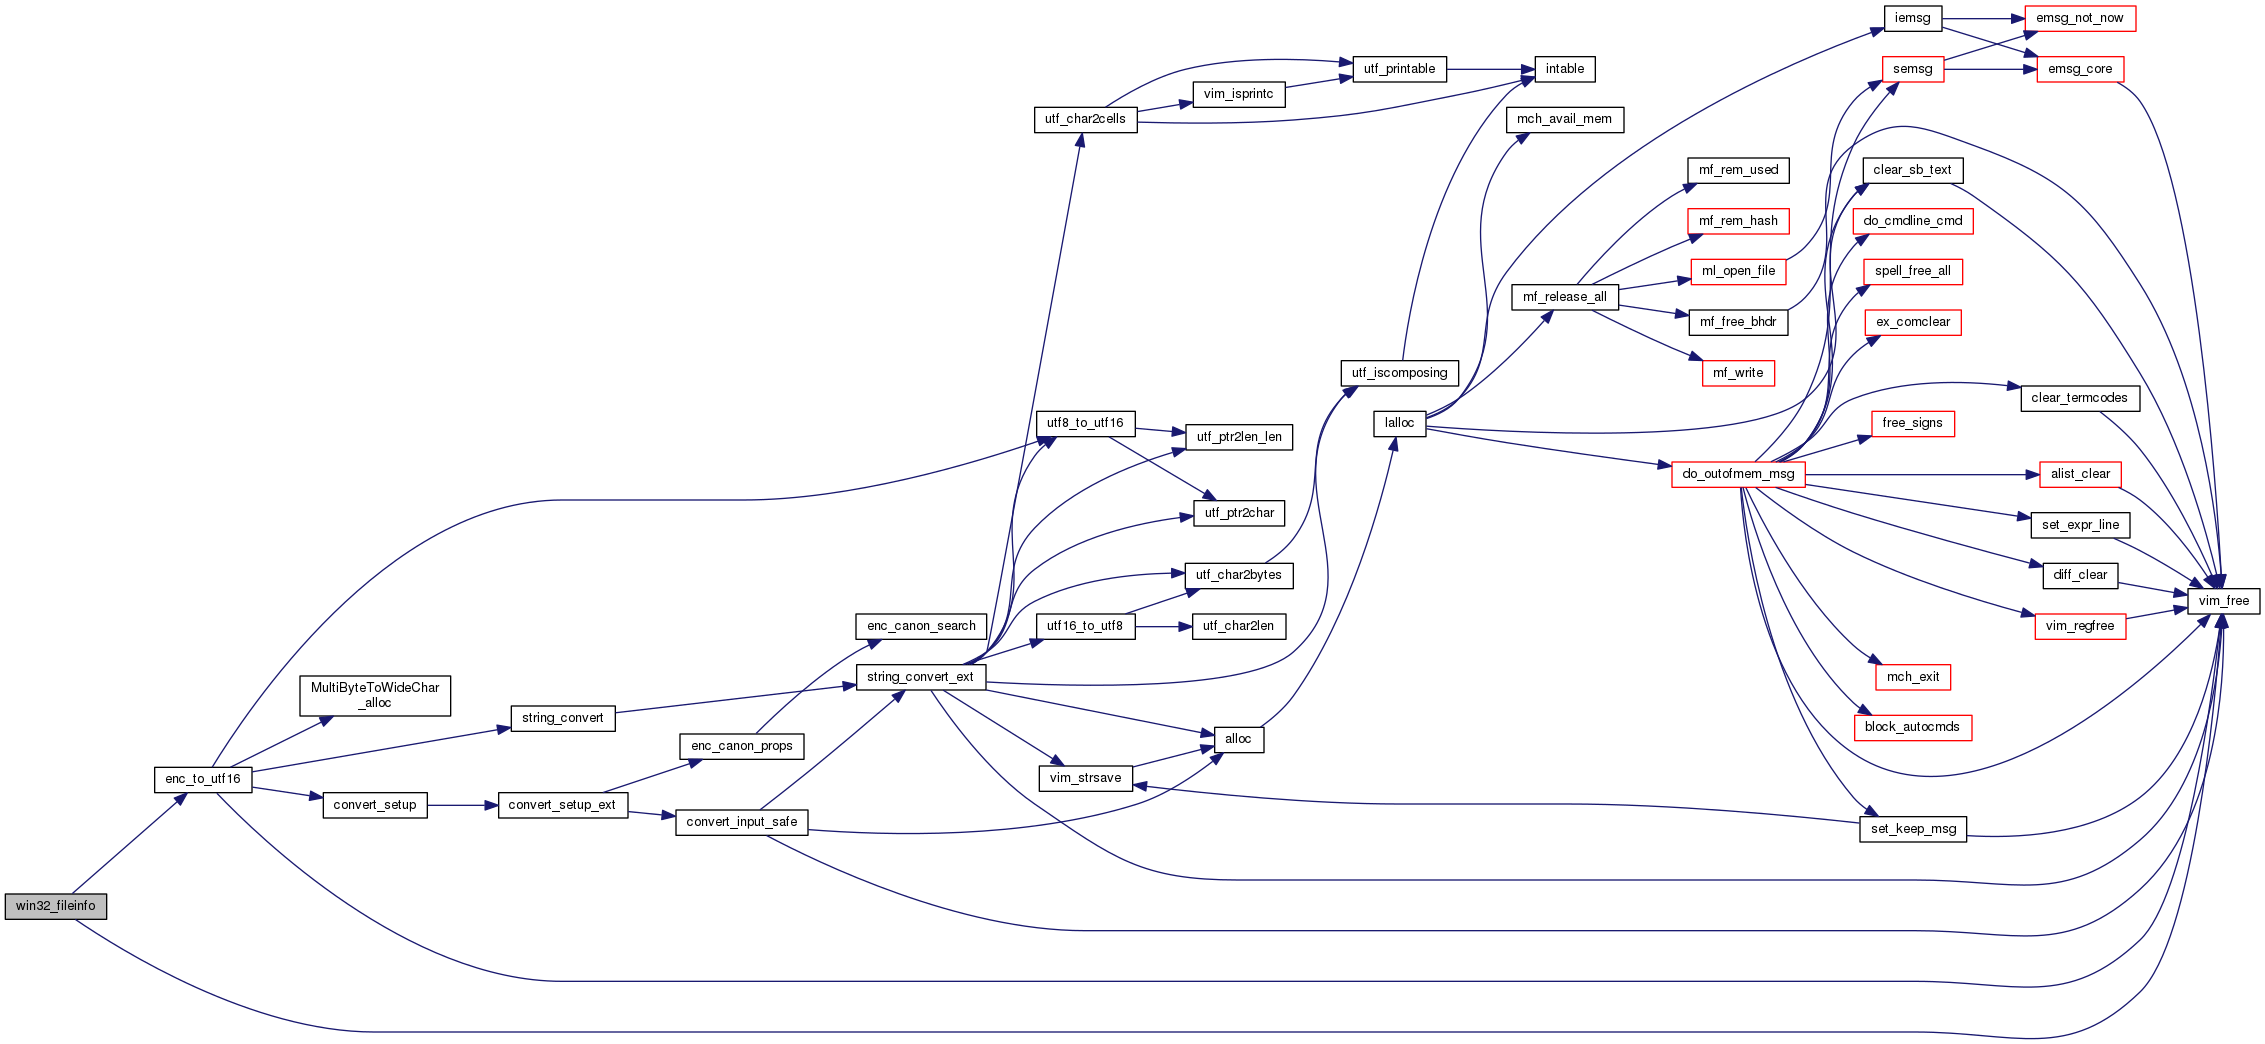 iemsg
emsg_not_now
utf_printable
intable
semsg
emsg_core
vim_isprintc
utf_char2cells
mch_avail_mem
mf_rem_used
clear_sb_text
mf_rem_hash
do_cmdline_cmd
ml_open_file
spell_free_all
mf_release_all
mf_free_bhdr
ex_comclear
utf_iscomposing
mf_write
clear_termcodes
utf8_to_utf16
lalloc
free_signs
utf_ptr2len_len
do_outofmem_msg
alist_clear
utf_ptr2char
set_expr_line
utf_char2bytes
diff_clear
vim_free
enc_canon_search
utf16_to_utf8
utf_char2len
vim_regfree
string_convert_ext
mch_exit
MultiByteToWideChar
_alloc
string_convert
block_autocmds
enc_canon_props
alloc
enc_to_utf16
vim_strsave
convert_setup
convert_setup_ext
convert_input_safe
set_keep_msg
win32_fileinfo